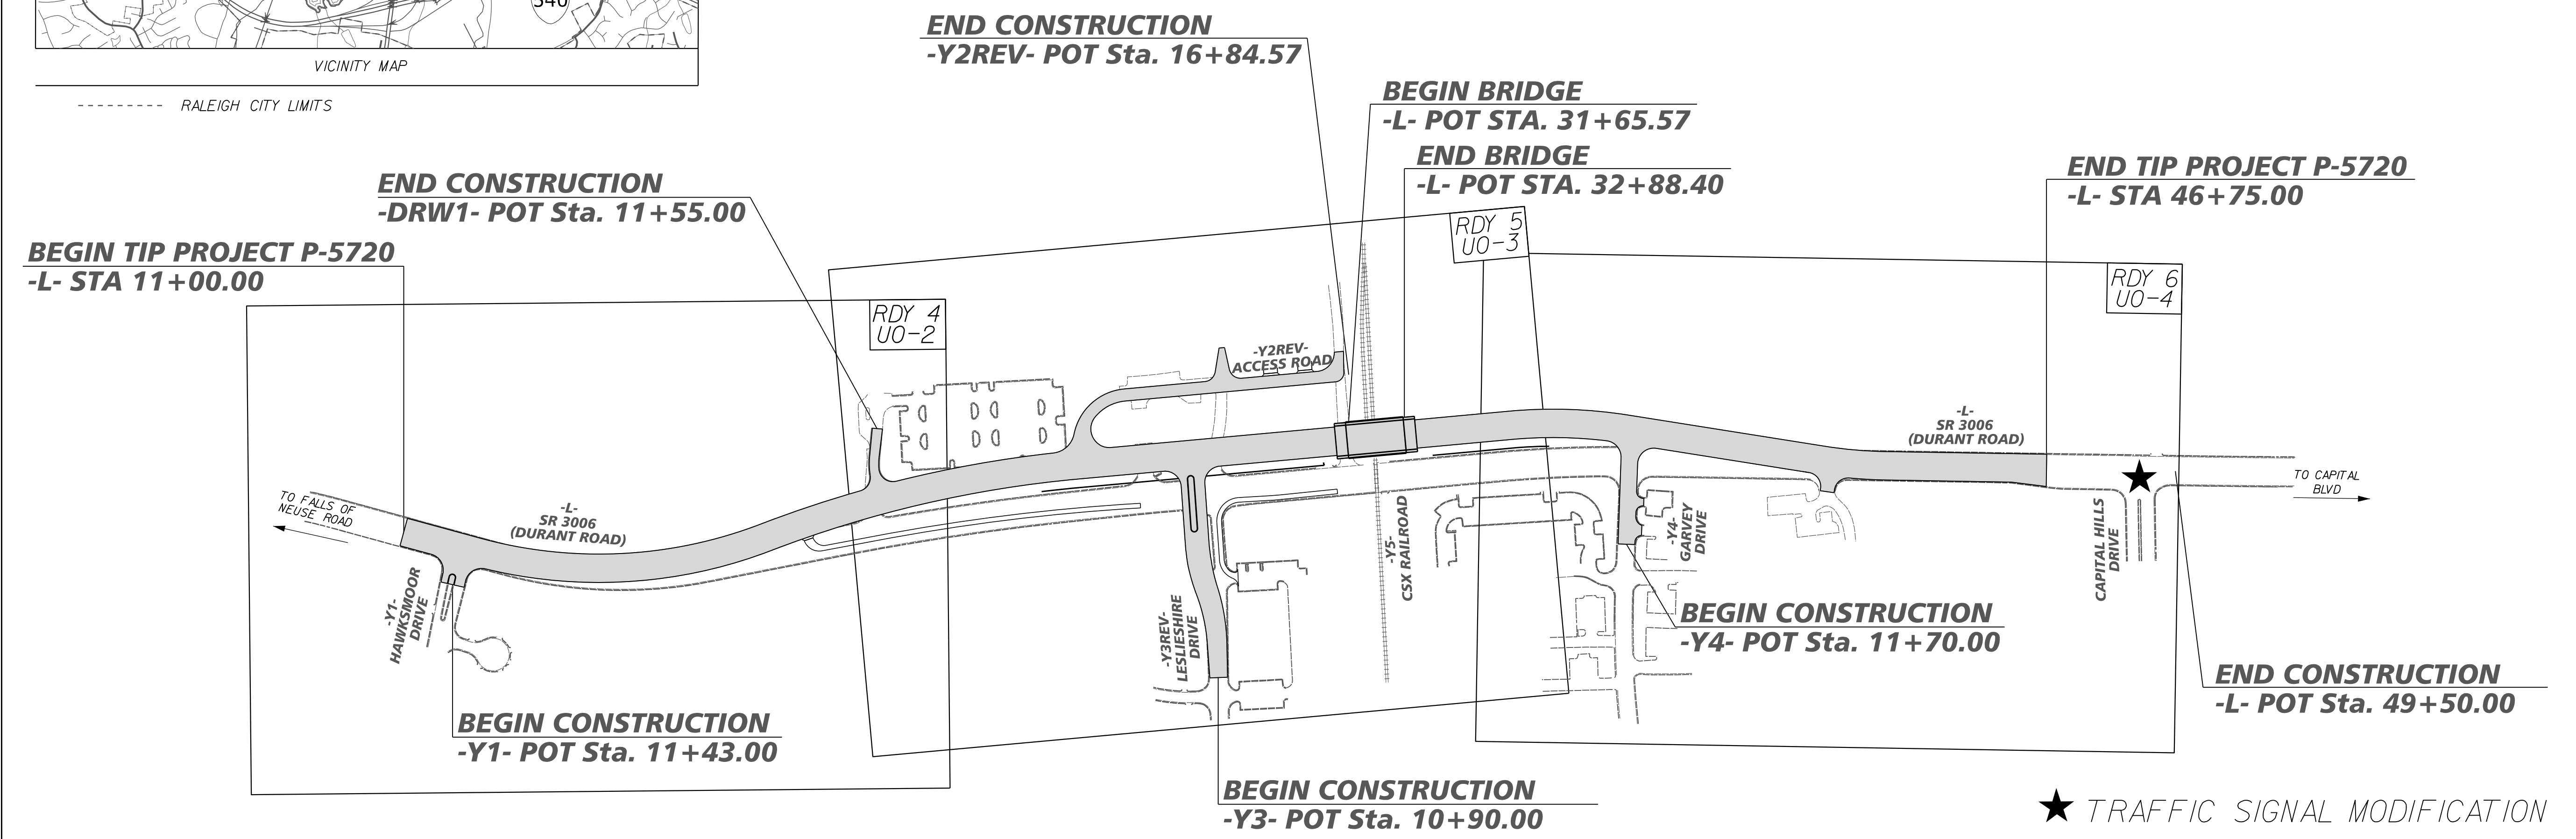 540
VICINITY MAP
RALEIGH CITY LIMITS
END CONSTRUCTION
-Y2REV- POT Sta. 16+84.57
BEGIN BRIDGE
-L- POT STA. 31+65.57
END BRIDGE
-L- POT STA. 32+88.40
END TIP PROJECT P-5720
-L- STA 46+75.00
END CONSTRUCTION
-DRW1- POT Sta. 11+55.00
BEGIN TIP PROJECT P-5720
-L- STA 11+00.00
RDY 4
UO-2
RDY 5
UO-3
RDY 6
UO-4
-Y2REV-
ACCESS ROAD
-L-
SR 3006
(DURANT ROAD)
TO CAPITAL
BLVD
TO FALLS OF
NEUSE ROAD
-L-
SR 3006
(DURANT ROAD)
-Y1-
HAWKSMOOR
DRIVE
-Y3REV-
LESLIESHIRE
DRIVE
-Y5-
CSX RAILROAD
-Y4-
GARVEY
DRIVE
CAPITAL HILLS
DRIVE
BEGIN CONSTRUCTION
-Y4- POT Sta. 11+70.00
END CONSTRUCTION
-L- POT Sta. 49+50.00
BEGIN CONSTRUCTION
-Y1- POT Sta. 11+43.00
BEGIN CONSTRUCTION
-Y3- POT Sta. 10+90.00
TRAFFIC SIGNAL MODIFICATION